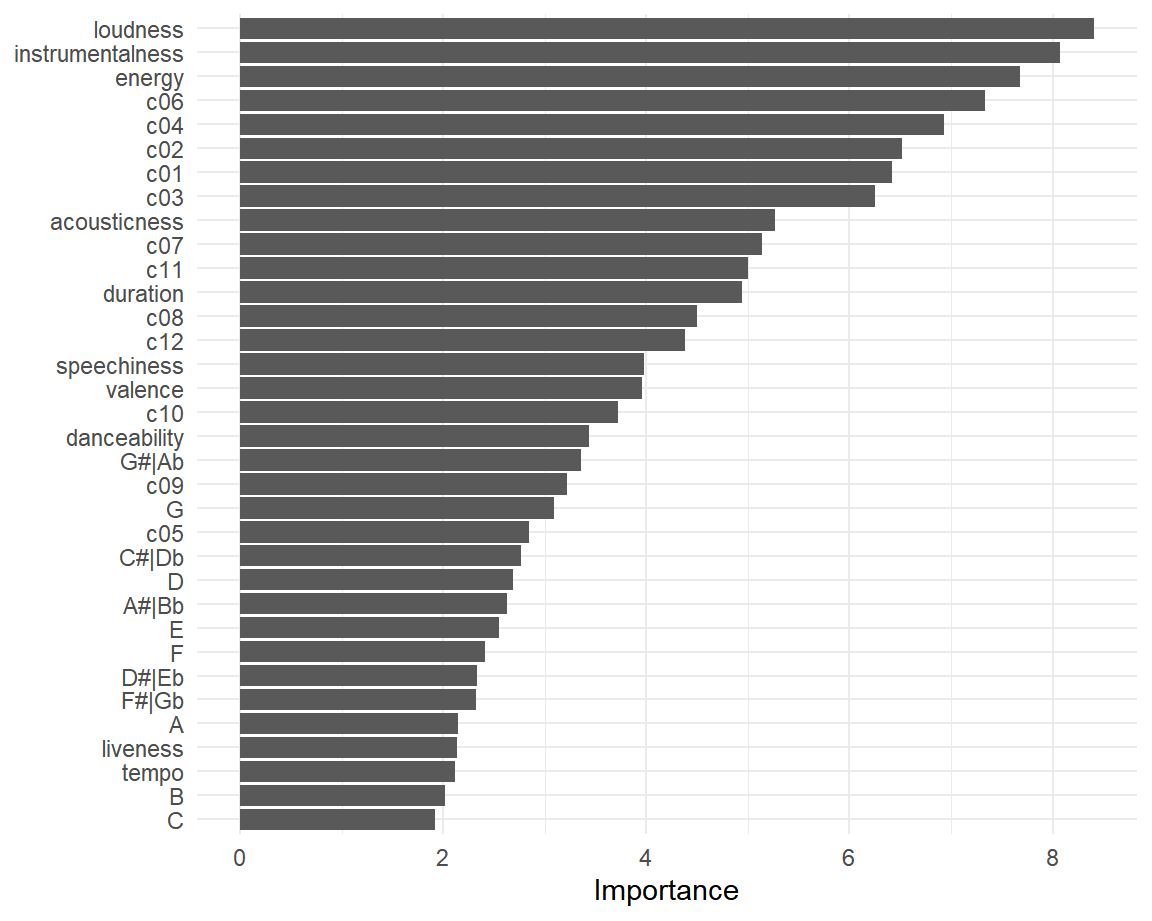 loudness
instrumentalness
energy
c06
c04
c02
c01
c03
acousticness
c07
c11
duration
c08
c12
speechiness
valence
c10
danceability
G#|Ab
c09
G
c05
C#|Db
D
A#|Bb
E
F
D#|Eb
F#|Gb
A
liveness
tempo
B
C
0 2 4 6 8
Importance